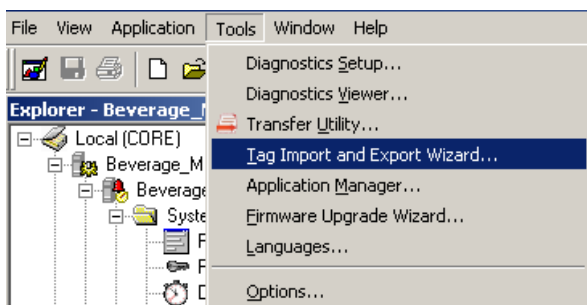 File View Application Tools Window Help
Diagnostics Setup...
Diagnostics Viewer...
Explorer - Beverage_
Transfer Utility...
Local (CORE)
Tag Import and Export Wizard...
Beverage_M
Application Manager...
Beverage
Firmware Upgrade Wizard...
Syste
Languages...
Options...